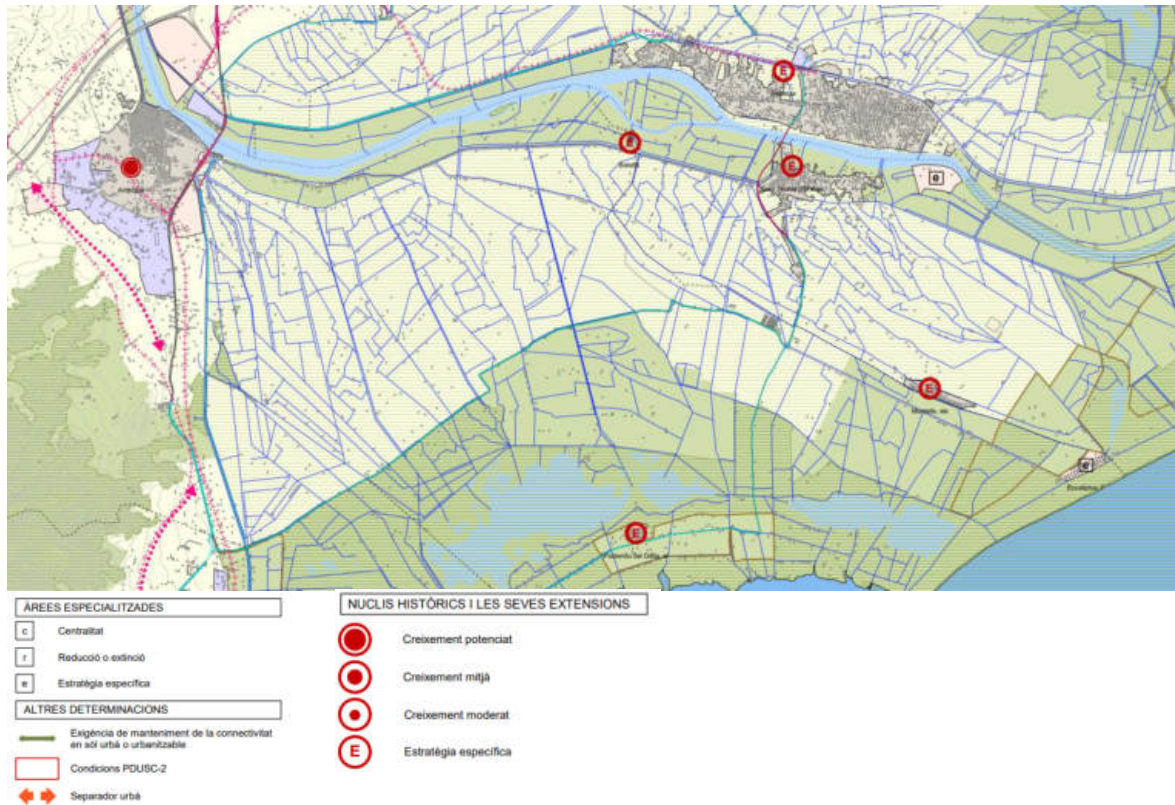 E
E
E
e
E
e
E
ÀREES ESPECIALITZADES
c Centralitat
r Reducció o extinció
e Estratègia específica
ALTRES DETERMINACIONS
Exigència de manteniment de la connectivitat
en sòl urbà o urbanitzable
Condicions PDUSC-2
Separador urbà
NUCLIS HISTÒRICS I LES SEVES EXTENSIONS
Creixement potenciat
Creixement mitjà
Creixement moderat
E Estratègia específica